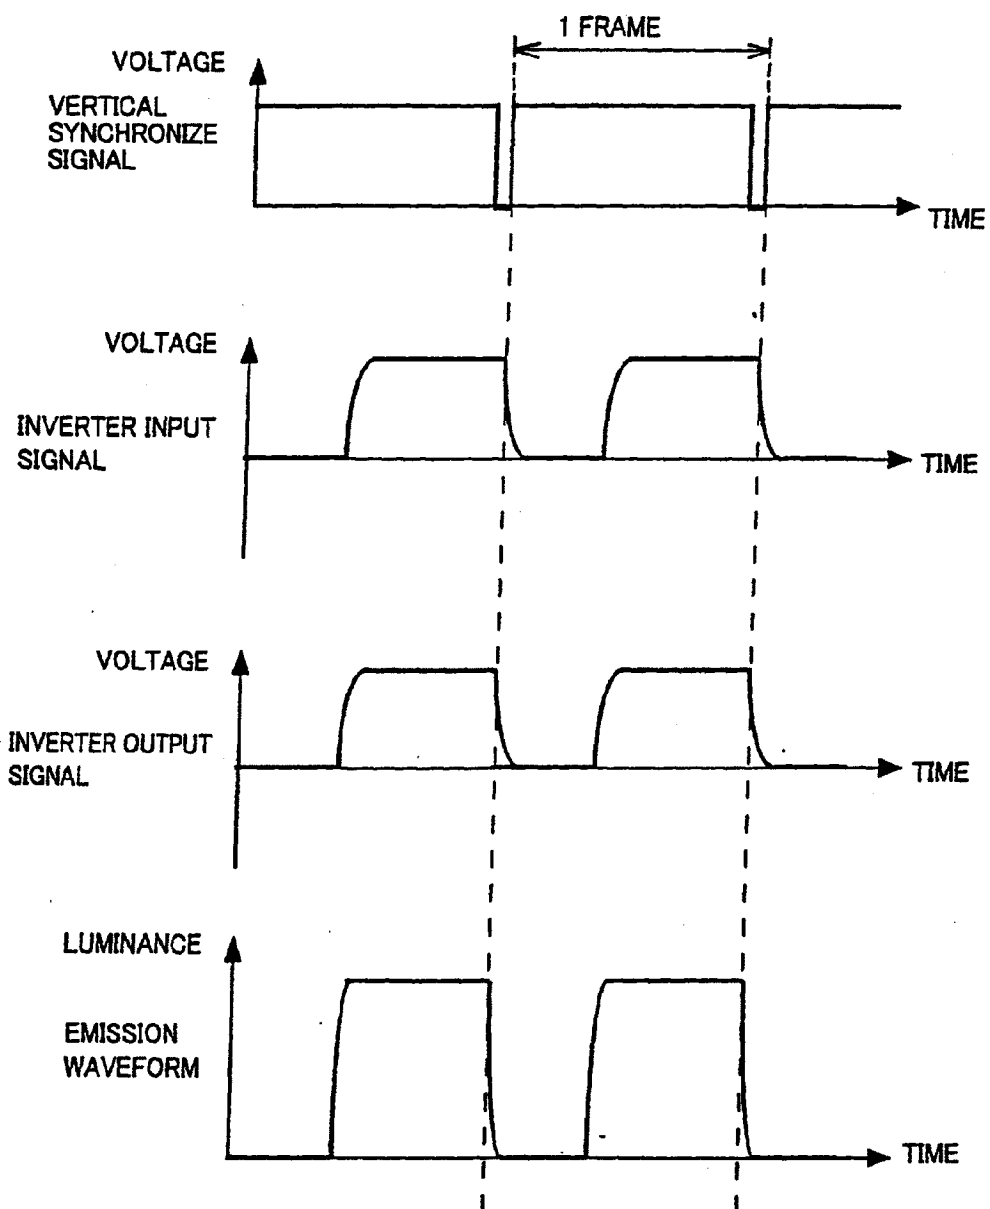 1 FRAME
VOLTAGE
VERTICAL
SYNCHRONIZE
SIGNAL
TIME
VOLTAGE
INVERTER INPUT
SIGNAL
TIME
VOLTAGE
INVERTER OUTPUT
SIGNAL
TIME
LUMINANCE
EMISSION
WAVEFORM
TIME